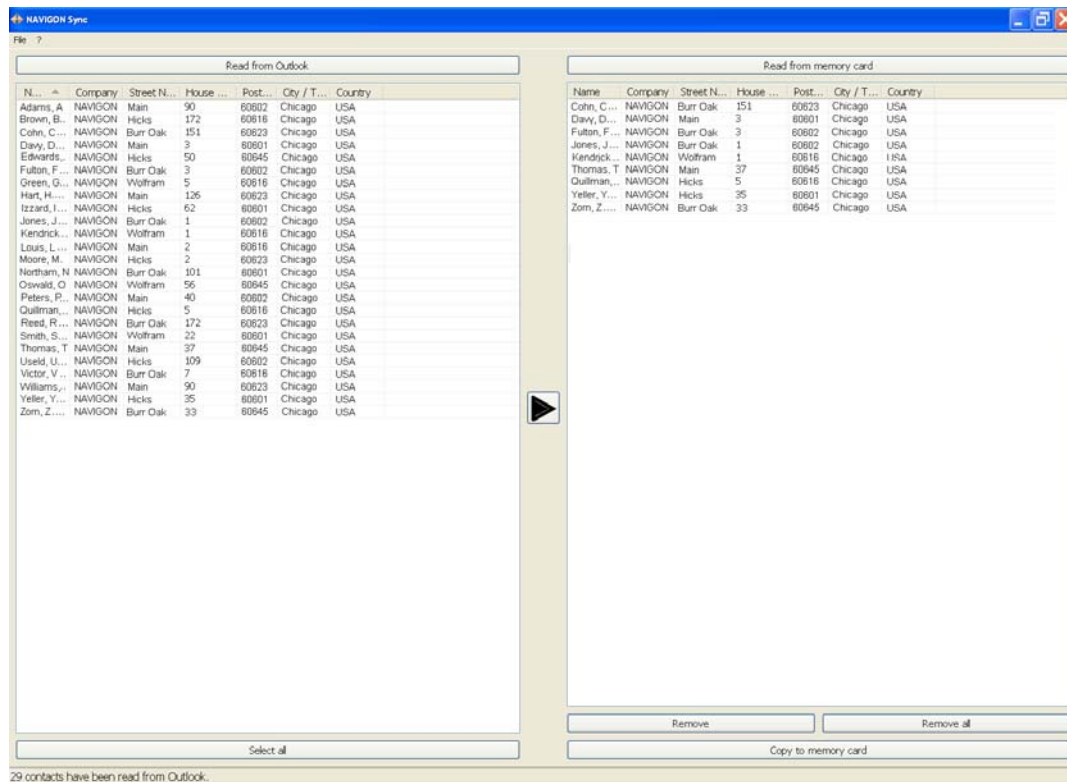 NAVIGON Sync
File ?
Read from Outlook
N... Company Street N... House ... Post... City / T... Country
Adams, A NAVIGON Main 90 60602 Chicago USA
Brown, B.. NAVIGON Hicks 172 60616 Chicago USA
Cohn, C... NAVIGON Burr Oak 151 60623 Chicago USA
Davy, D... NAVIGON Main 3 60601 Chicago USA
Edwards,.. NAVIGON Hicks 50 60645 Chicago USA
Fulton, F... NAVIGON Burr Oak 3 60602 Chicago USA
Green, G... NAVIGON Wolfram 5 60616 Chicago USA
Hart, H.... NAVIGON Main 126 60623 Chicago USA
Izzard, I... NAVIGON Hicks 62 60601 Chicago USA
Jones, J... NAVIGON Burr Oak 1 60602 Chicago USA
Kendrick... NAVIGON Wolfram 1 60616 Chicago USA
Louis, L ... NAVIGON Main 2 60616 Chicago USA
Moore, M. NAVIGON Hicks 2 60623 Chicago USA
Northam, N NAVIGON Burr Oak 101 60601 Chicago USA
Oswald, O NAVIGON Wolfram 56 60645 Chicago USA
Peters, P... NAVIGON Main 40 60602 Chicago USA
Quillman,... NAVIGON Hicks 5 60616 Chicago USA
Reed, R... NAVIGON Burr Oak 172 60623 Chicago USA
Smith, S... NAVIGON Wolfram 22 60601 Chicago USA
Thomas, T NAVIGON Main 37 60645 Chicago USA
Useld, U... NAVIGON Hicks 109 60602 Chicago USA
Victor, V .. NAVIGON Burr Oak 7 60616 Chicago USA
Williams,.. NAVIGON Main 90 60623 Chicago USA
Yeller, Y... NAVIGON Hicks 35 60601 Chicago USA
Zorn, Z.... NAVIGON Burr Oak 33 60645 Chicago USA
Select all
Read from memory card
Name Company Street N... House ... Post... City / T... Country
Cohn, C... NAVIGON Burr Oak 151 60623 Chicago USA
Davy, D... NAVIGON Main 3 60601 Chicago USA
Fulton, F... NAVIGON Burr Oak 3 60602 Chicago USA
Jones, J... NAVIGON Burr Oak 1 60602 Chicago USA
Kendrick... NAVIGON Wolfram 1 60616 Chicago USA
Thomas, T NAVIGON Main 37 60645 Chicago USA
Quillman,... NAVIGON Hicks 5 60616 Chicago USA
Yeller, Y... NAVIGON Hicks 35 60601 Chicago USA
Zorn, Z.... NAVIGON Burr Oak 33 60645 Chicago USA
Remove
Remove all
Copy to memory card
29 contacts have been read from Outlook.